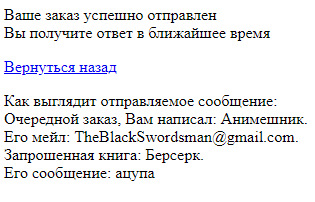 Ваше заказ успешно отправлен
Вы получите ответ в ближайшее время
Вернуться назад
Как выглядит отправляемое сообщение:
Очередной заказ, Вам написал: Анимешник.
Его мейл: TheBlackSwordsman@gmail.com.
Запрошенная книга: Берсерк.
Его сообщение: ацупа